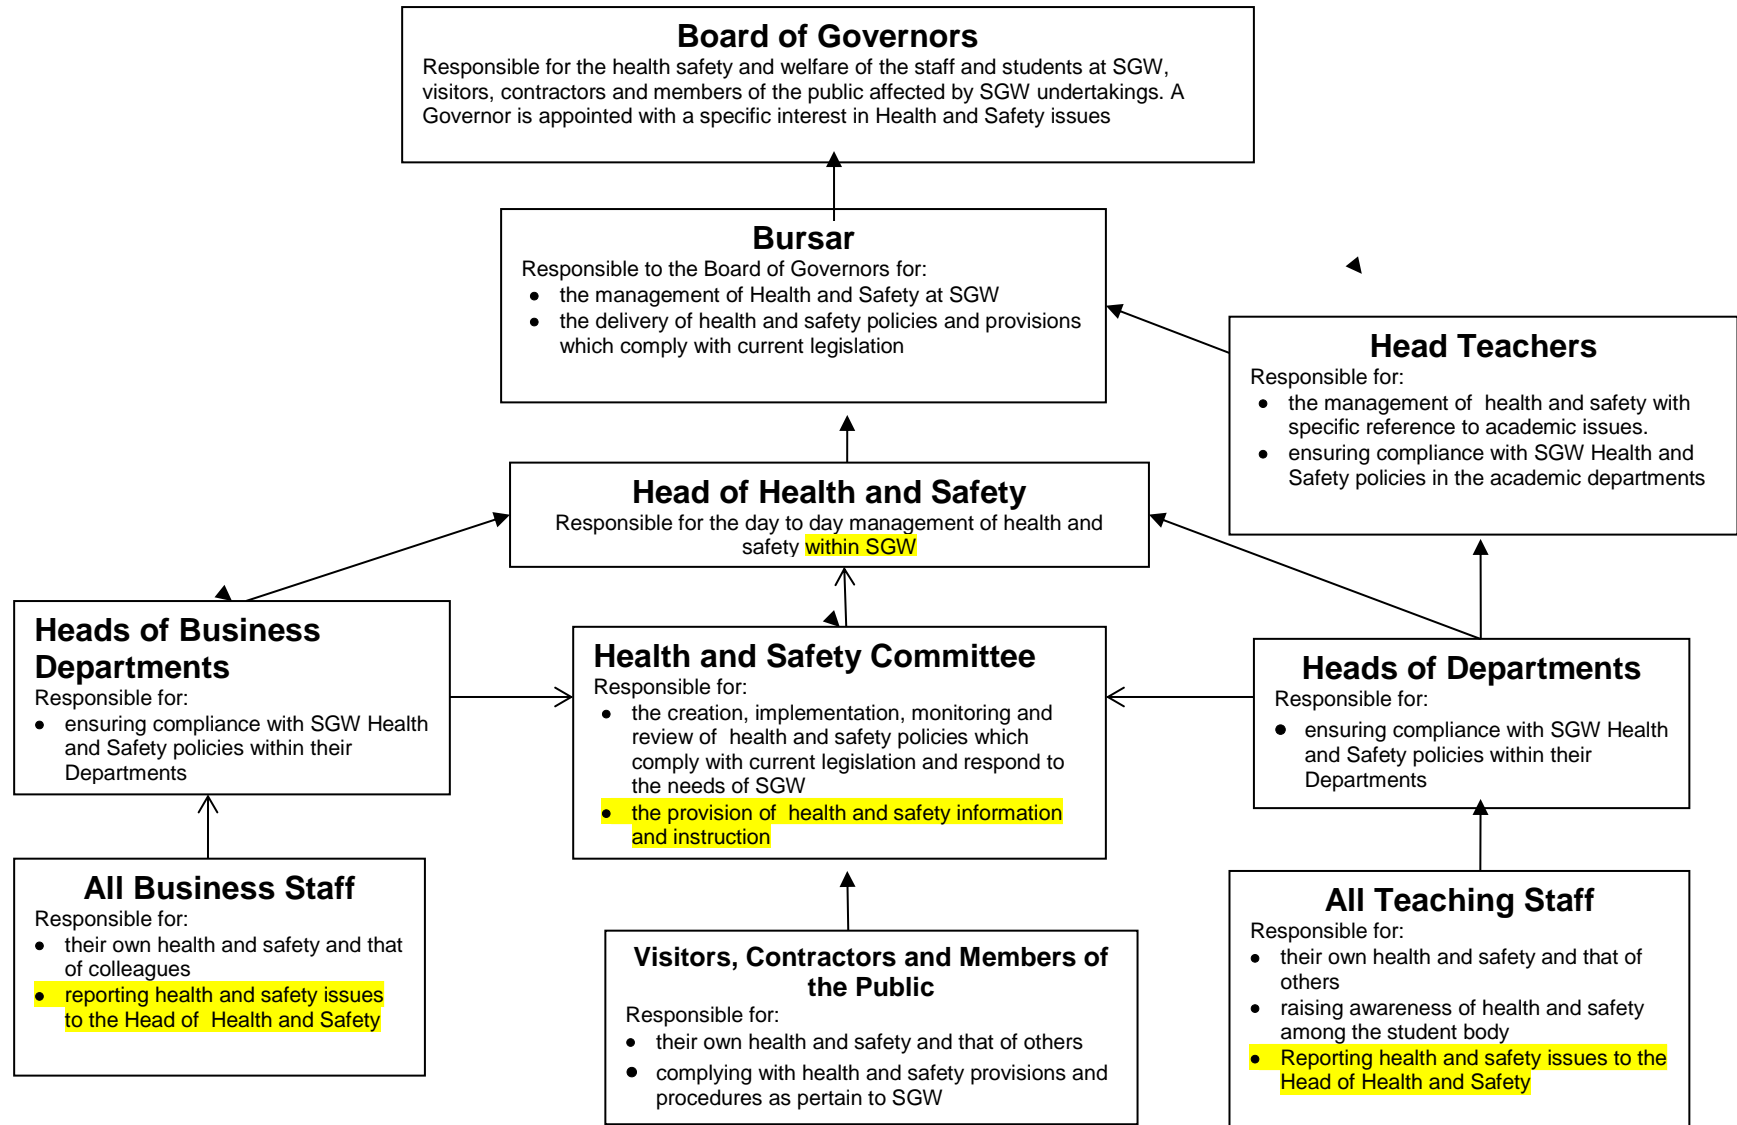 Board of Governors
Responsible for the health safety and welfare of the staff and students at SGW,
visitors, contractors and members of the public affected by SGW undertakings. A
Governor is appointed with a specific interest in Health and Safety issues
Bursar
Responsible to the Board of Governors for:
• the management of Health and Safety at SGW
• the delivery of health and safety policies and provisions
which comply with current legislation
Head Teachers
Responsible for:
• the management of health and safety with
specific reference to academic issues.
• ensuring compliance with SGW Health and
Safety policies in the academic departments
Head of Health and Safety
Responsible for the day to day management of health and
safety within SGW
Heads of Business
Departments
Responsible for:
• ensuring compliance with SGW Health
and Safety policies within their
Departments
Health and Safety Committee
Responsible for:
• the creation, implementation, monitoring and
review of health and safety policies which
comply with current legislation and respond to
the needs of SGW
• the provision of health and safety information
and instruction
Heads of Departments
Responsible for:
• ensuring compliance with SGW Health
and Safety policies within their
Departments
All Business Staff
Responsible for:
• their own health and safety and that
of colleagues
• reporting health and safety issues
to the Head of Health and Safety
Visitors, Contractors and Members of
the Public
Responsible for:
• their own health and safety and that of others
• complying with health and safety provisions and
procedures as pertain to SGW
All Teaching Staff
Responsible for:
• their own health and safety and that of
others
• raising awareness of health and safety
among the student body
• Reporting health and safety issues to the
Head of Health and Safety